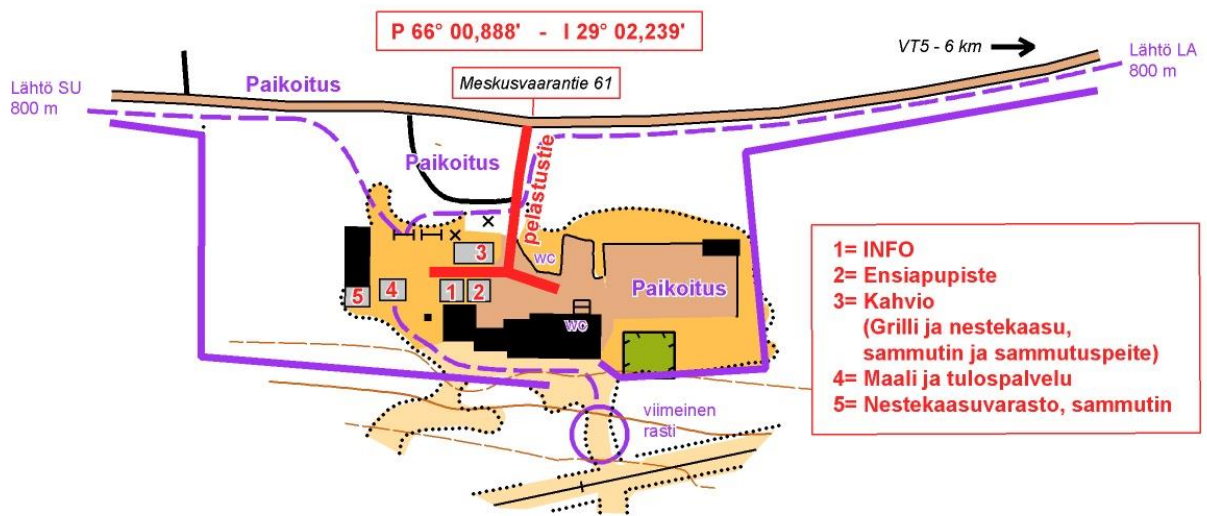 P 66° 00,888' - I 29° 02,239'
VT5 - 6 km
Lähtö LA
800 m
Lähtö SU
800 m
Paikoitus
Meskusvaarantie 61
Paikoitus
pelastustie
3
wc
5
4
1
2
Paikoitus
wc
viimeinen
rasti
1= INFO
2= Ensiapupiste
3= Kahvio
(Grilli ja nestekaasu,
sammutin ja sammutuspeite)
4= Maali ja tulospalvelu
5= Nestekaasuvarasto, sammutin